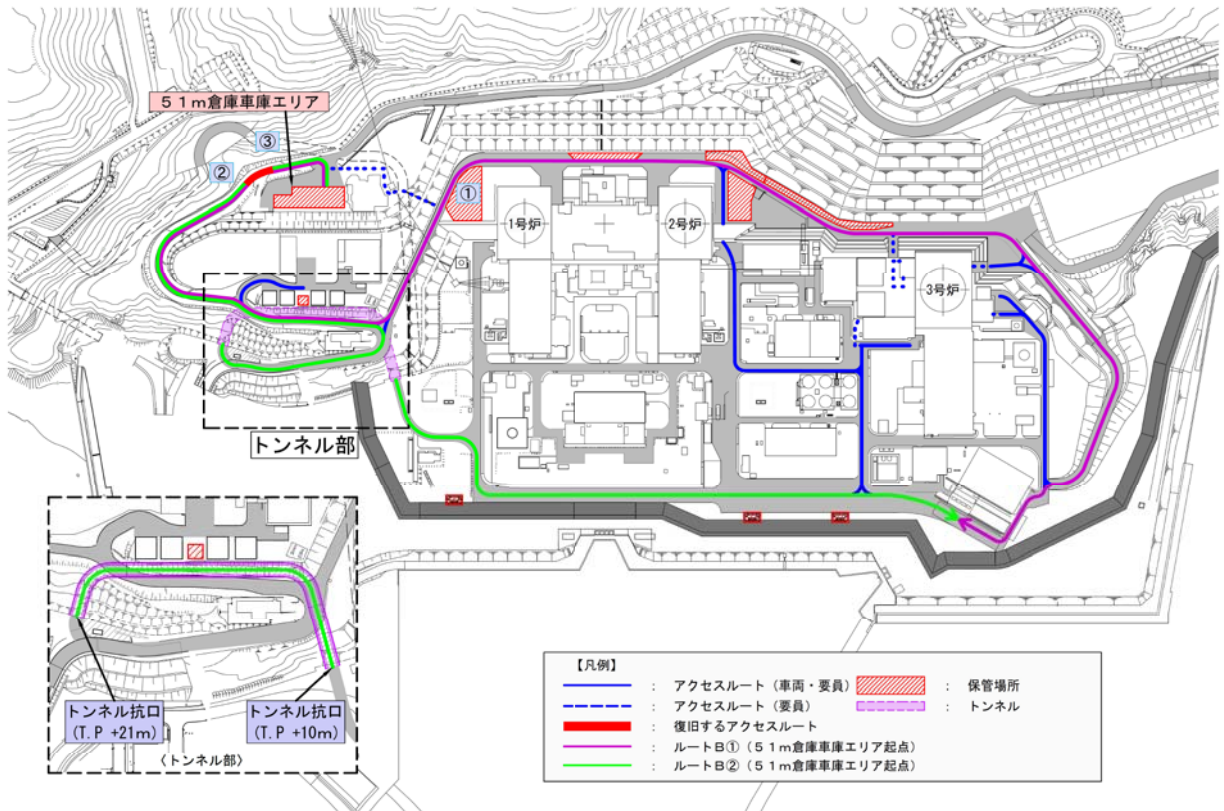 51m倉庫車庫エリア
③
②
①
1号炉
2号炉
3号炉
トンネル部
トンネル抗口
(T.P +21m)
トンネル抗口
(T.P +10m)
〈トンネル部〉
【凡例】
: アクセスルート（車両・要員）
: 保管場所
: アクセスルート（要員）
: トンネル
: 復旧するアクセスルート
: ルートB①（51m倉庫車庫エリア起点）
: ルートB②（51m倉庫車庫エリア起点）